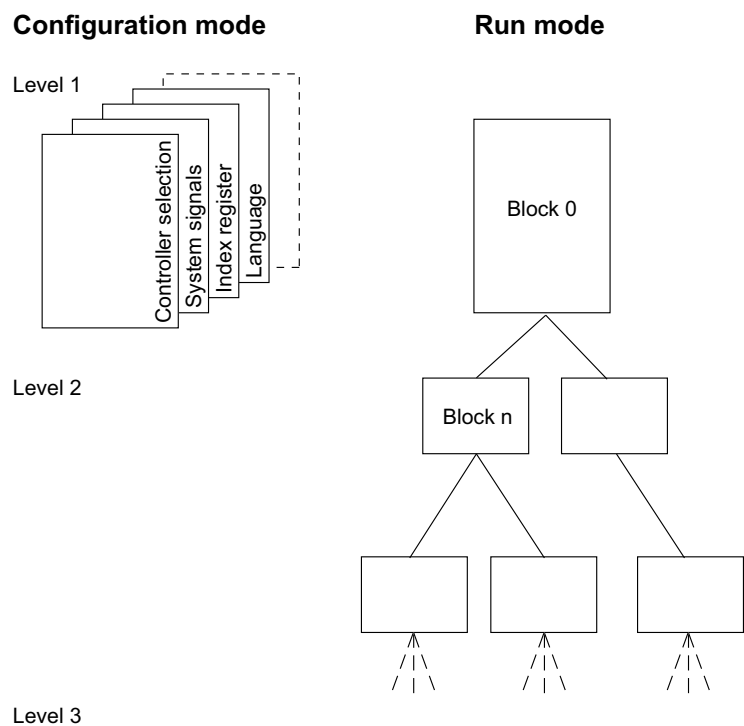 Configuration mode
Run mode
Level 1
Controller selection
System signals
Index register
Language
Block 0
Level 2
Block n
Level 3